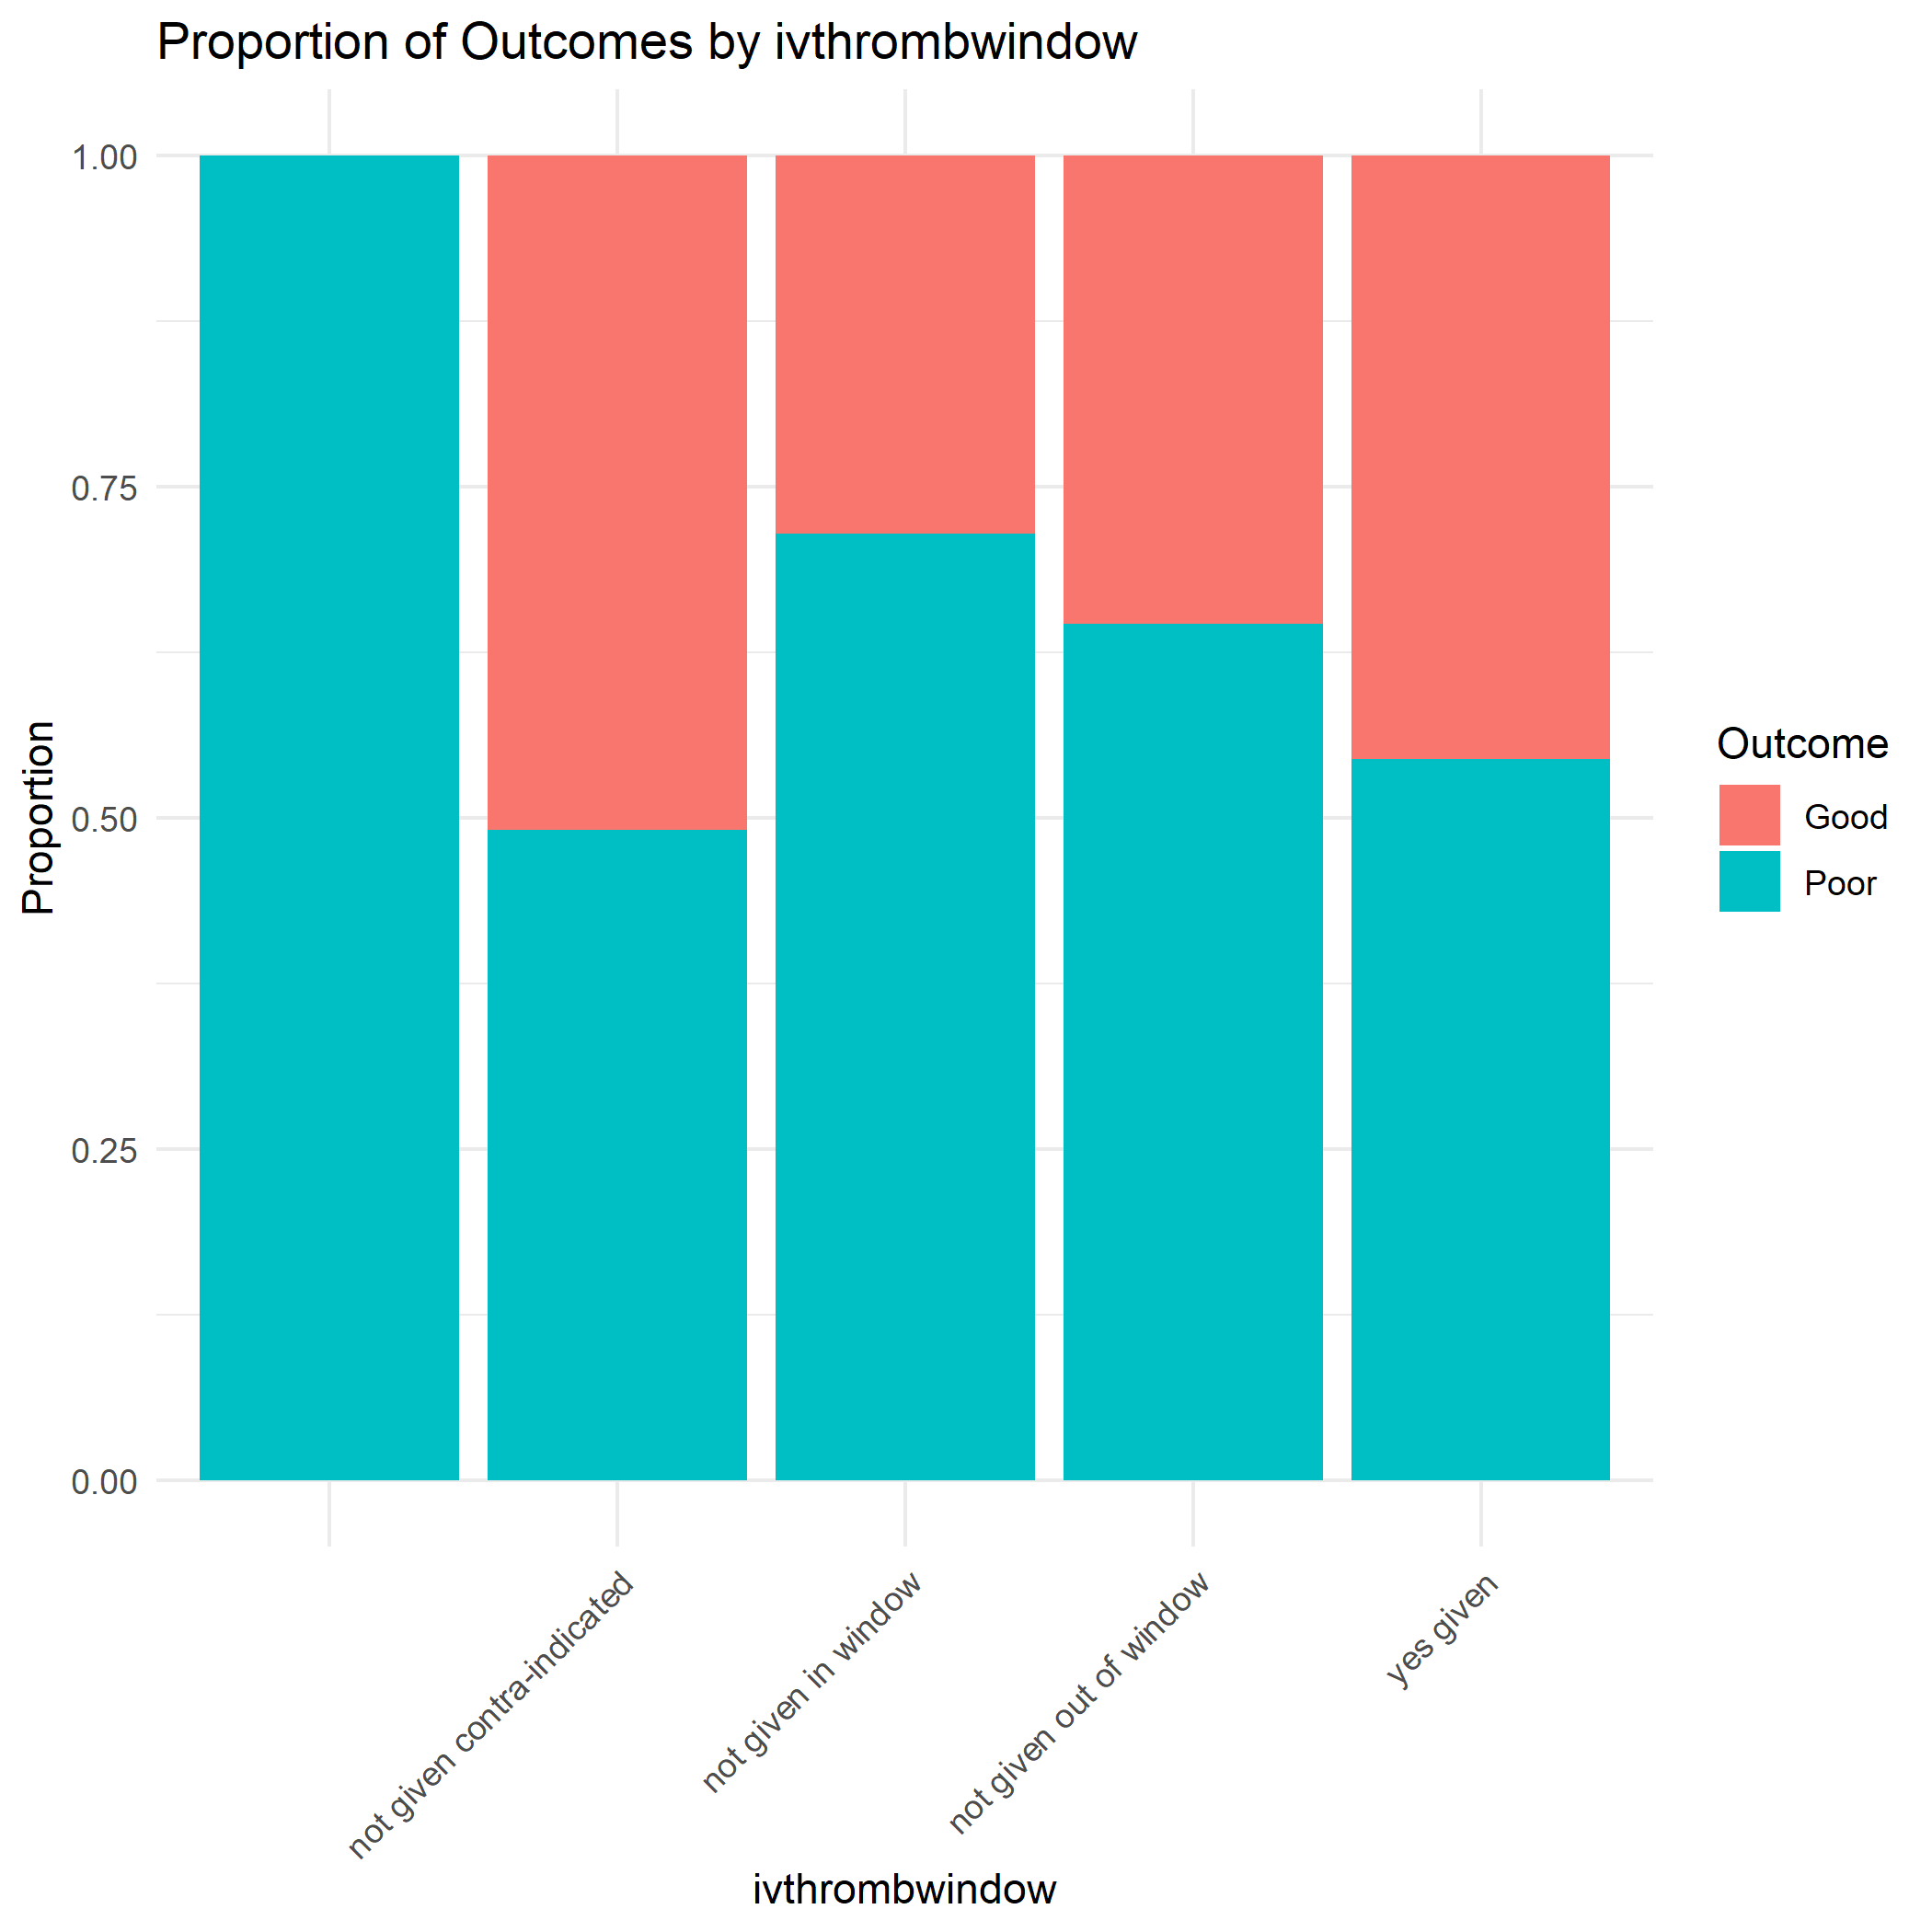 Proportion of Outcomes by ivthrombwindow
1.00
0.75
0.50
0.25
0.00
Proportion
not given contra-indicated
not given in window
not given out of window
yes given
ivthrombwindow
Outcome
Good
Poor